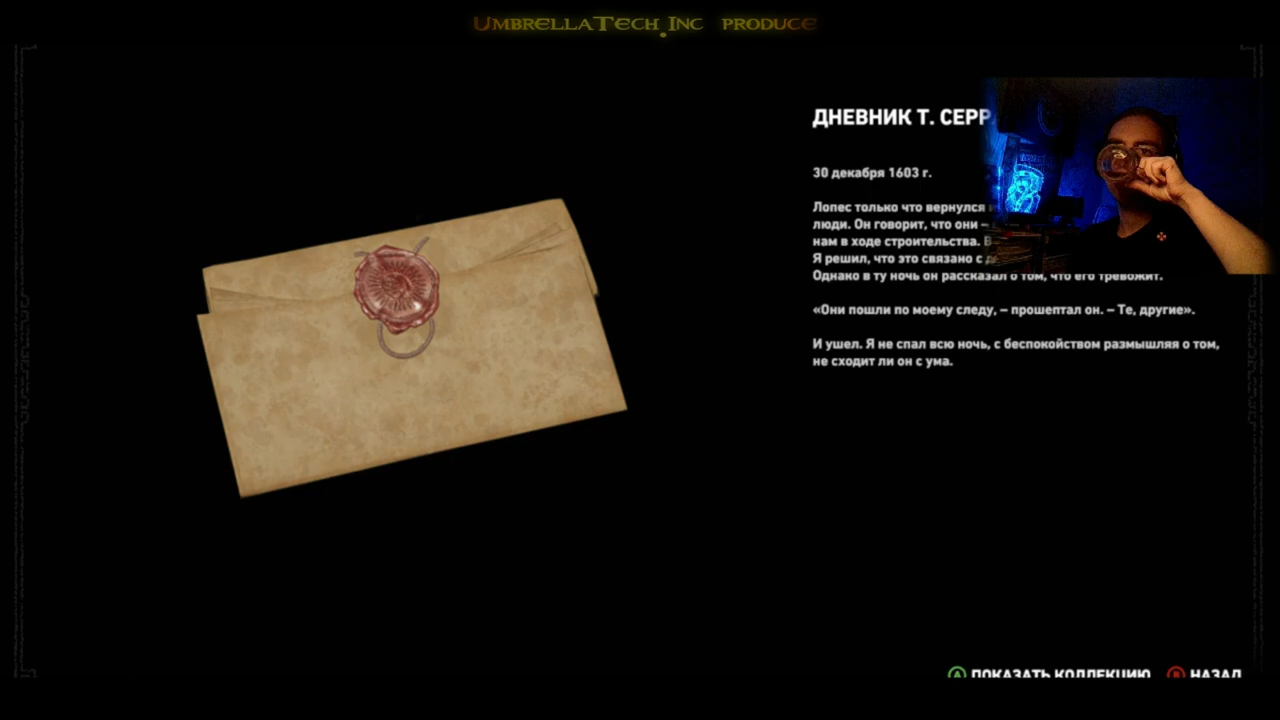 UmbrellaTech.Inc produce
ДНЕВНИК Т. СЕРР
30 декабря 1603 г.
Лопес только что вернулся
люди. Он говорит, что они –
нам в ходе строительства.
Я решил, что это связано с
Однако в ту ночь он рассказал о том, что его тревожит.
«Они пошли по моему следу, – прошептал он. – Те, другие».
И ушел. Я не спал всю ночь, с беспокойством размышляя о том,
не сходит ли он с ума.
A ПОКАЗАТЬ КОЛЛЕКЦИЮ B НАЗАД